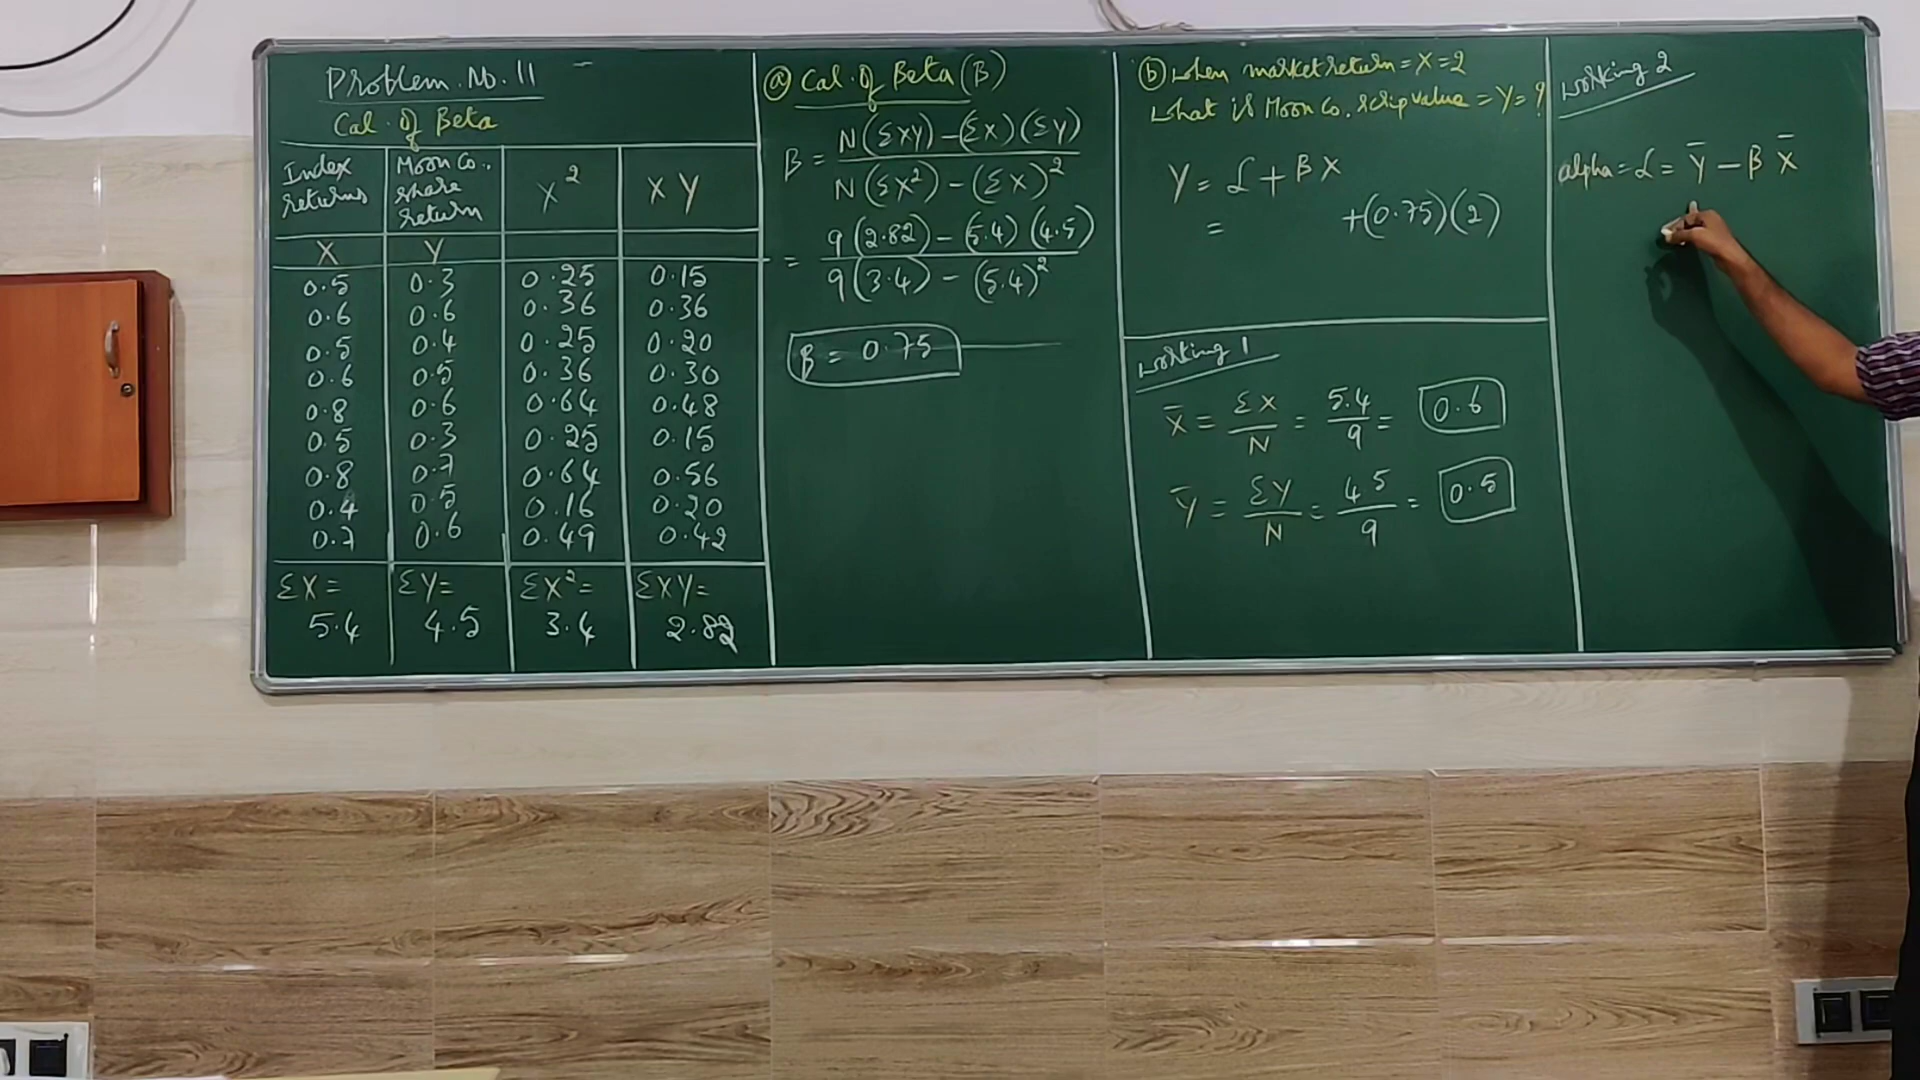 Problem. No. 11
Cal. of Beta
Index returns
Moon Co., share return
X²
XY
X Y
0.5 0.3 0.25 0.15
0.6 0.6 0.36 0.36
0.5 0.4 0.25 0.20
0.6 0.5 0.36 0.30
0.8 0.6 0.64 0.48
0.5 0.3 0.25 0.15
0.8 0.7 0.64 0.56
0.4 0.5 0.16 0.20
0.7 0.6 0.49 0.42
ΣX= ΣY= ΣX²= ΣXY=
5.4 4.5 3.4 2.82
(a) Cal. of Beta (β)
β = N(ΣXY) – (ΣX)(ΣY) / N(ΣX²) – (ΣX)²
= 9(2.82) – (5.4)(4.5) / 9(3.4) – (5.4)²
β = 0.75
(b) when market return = X = 2
what is Moon Co. scrip value = Y = ?
Y = α + βX
= +(0.75)(2)
Working 1
X̄ = ΣX / N = 5.4 / 9 = 0.6
Ȳ = ΣY / N = 4.5 / 9 = 0.5
Working 2
alpha = α = Ȳ – β X̄